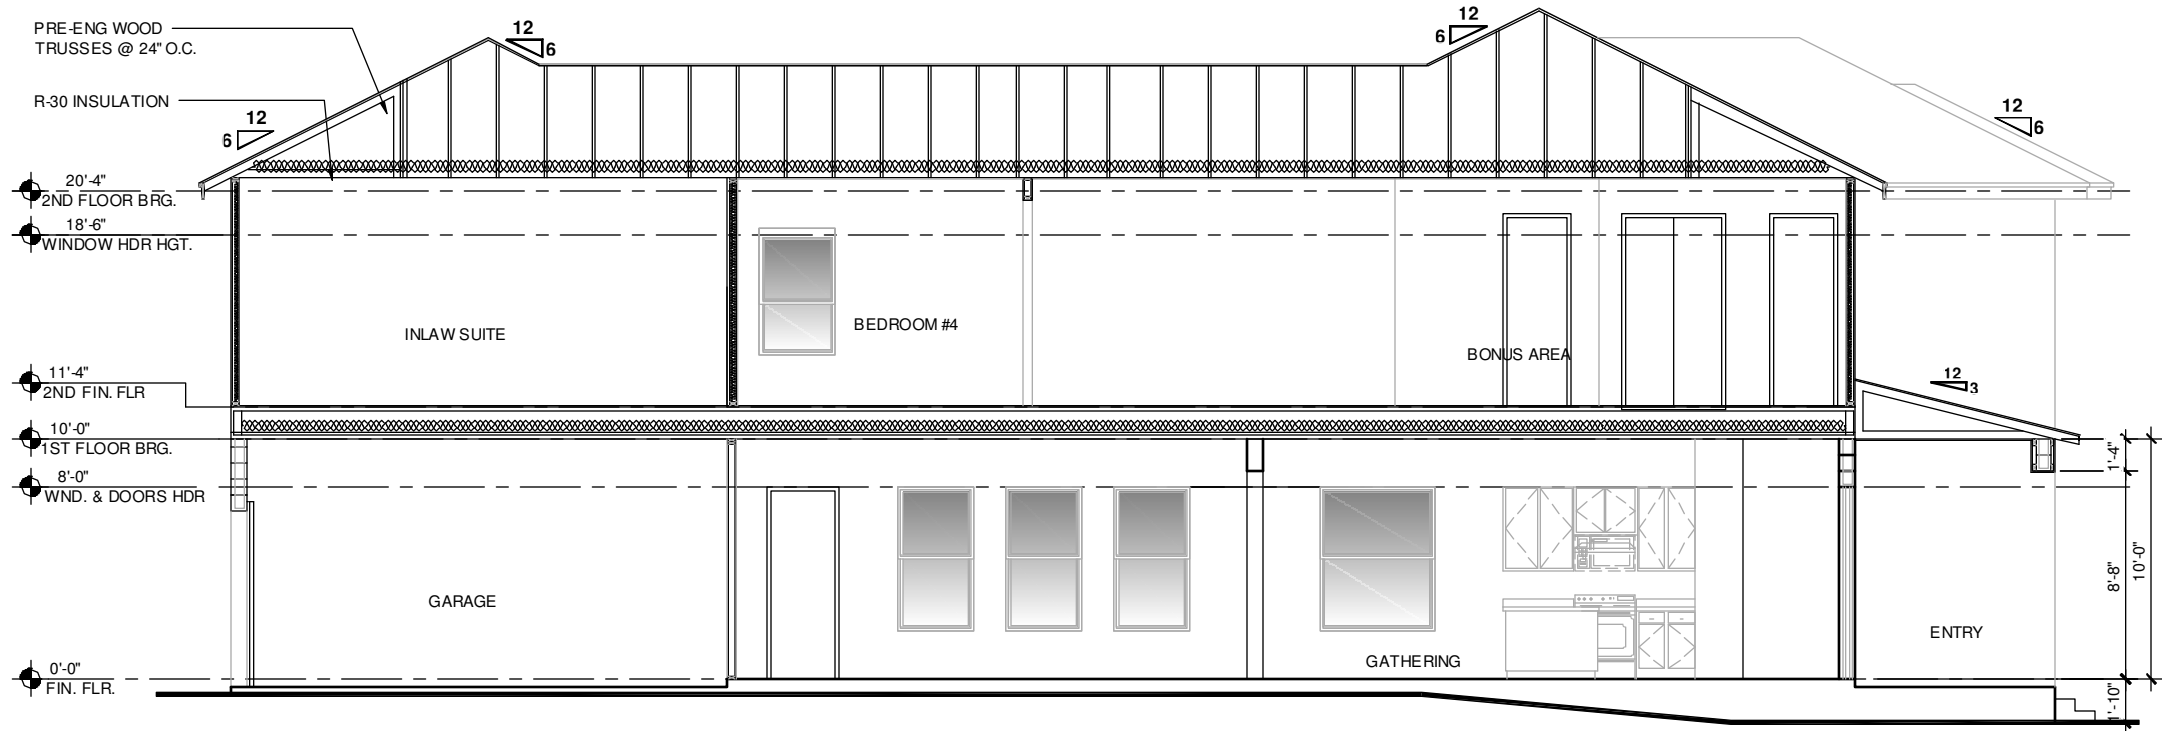 PRE-ENG WOOD
TRUSSES @ 24" O.C.
R-30 INSULATION
12
6
12
6
12
6
12
6
20'-4"
2ND FLOOR BRG.
18'-6"
WINDOW HDR HGT.
INLAW SUITE
BEDROOM #4
BONUS AREA
11'-4"
2ND FIN. FLR
12
3
10'-0"
1ST FLOOR BRG.
8'-0"
WND. & DOORS HDR
1'-4"
8'-8"
10'-0"
GARAGE
GATHERING
ENTRY
0'-0"
FIN. FLR.
1'-10"